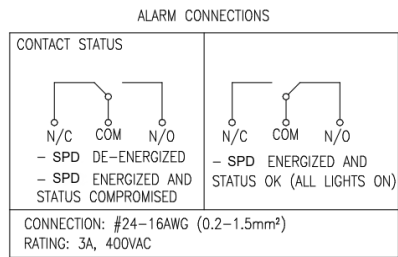 ALARM CONNECTIONS
CONTACT STATUS
N/C COM N/O
– SPD DE-ENERGIZED
– SPD ENERGIZED AND
STATUS COMPROMISED
N/C COM N/O
– SPD ENERGIZED AND
STATUS OK (ALL LIGHTS ON)
CONNECTION: #24-16AWG (0.2-1.5mm²)
RATING: 3A, 400VAC